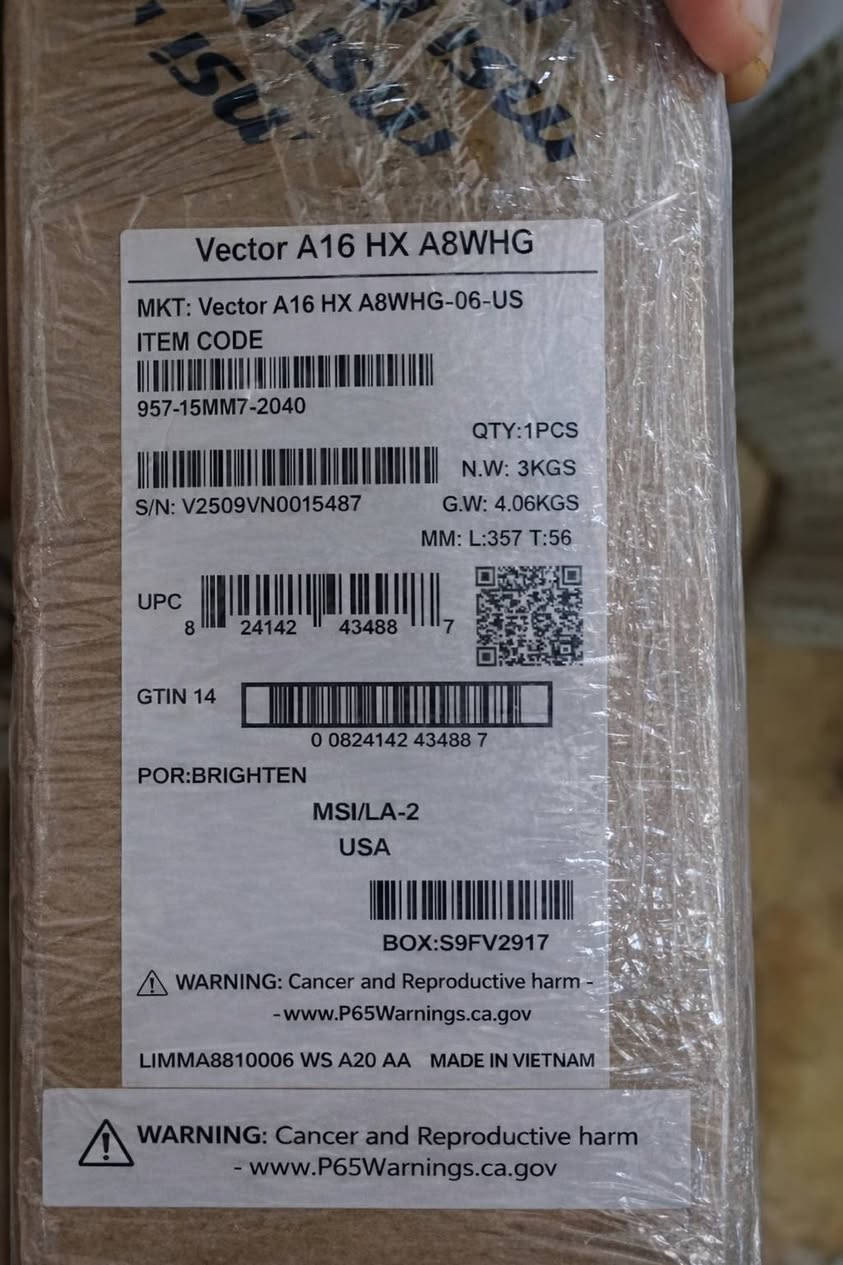 msi
msi
msi
Vector A16 HX A8WHG
MKT: Vector A16 HX A8WHG-06-US
ITEM CODE
957-15MM7-2040
QTY:1PCS
N.W: 3KGS
S/N: V2509VN0015487
G.W: 4.06KGS
MM: L:357 T:56
UPC
8 24142 43488 7
GTIN 14
0 0824142 43488 7
POR:BRIGHTEN
MSI/LA-2
USA
BOX:S9FV2917
WARNING: Cancer and Reproductive harm -
-www.P65Warnings.ca.gov
LIMMA8810006 WS A20 AA MADE IN VIETNAM
WARNING: Cancer and Reproductive harm
- www.P65Warnings.ca.gov